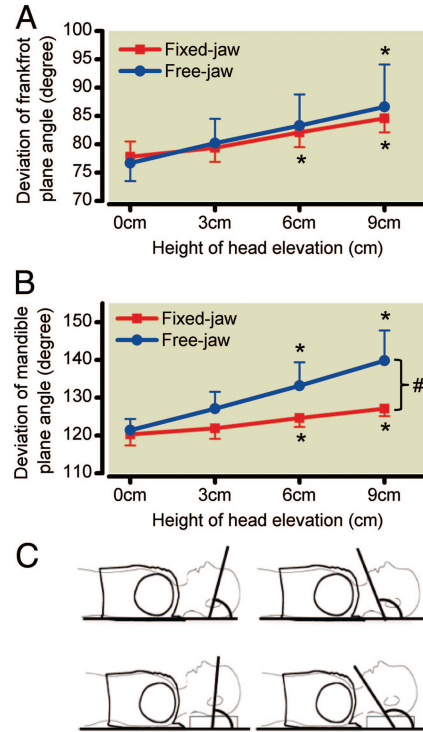 A
Deviation of frankfrot
plane angle (degree)
100
95
90
85
80
75
70
Fixed-jaw
Free-jaw
*
*
*
0cm 3cm 6cm 9cm
Height of head elevation (cm)
B
Deviation of mandible
plane angle (degree)
150
140
130
120
110
Fixed-jaw
Free-jaw
*
*
#
*
*
0cm 3cm 6cm 9cm
Height of head elevation (cm)
C